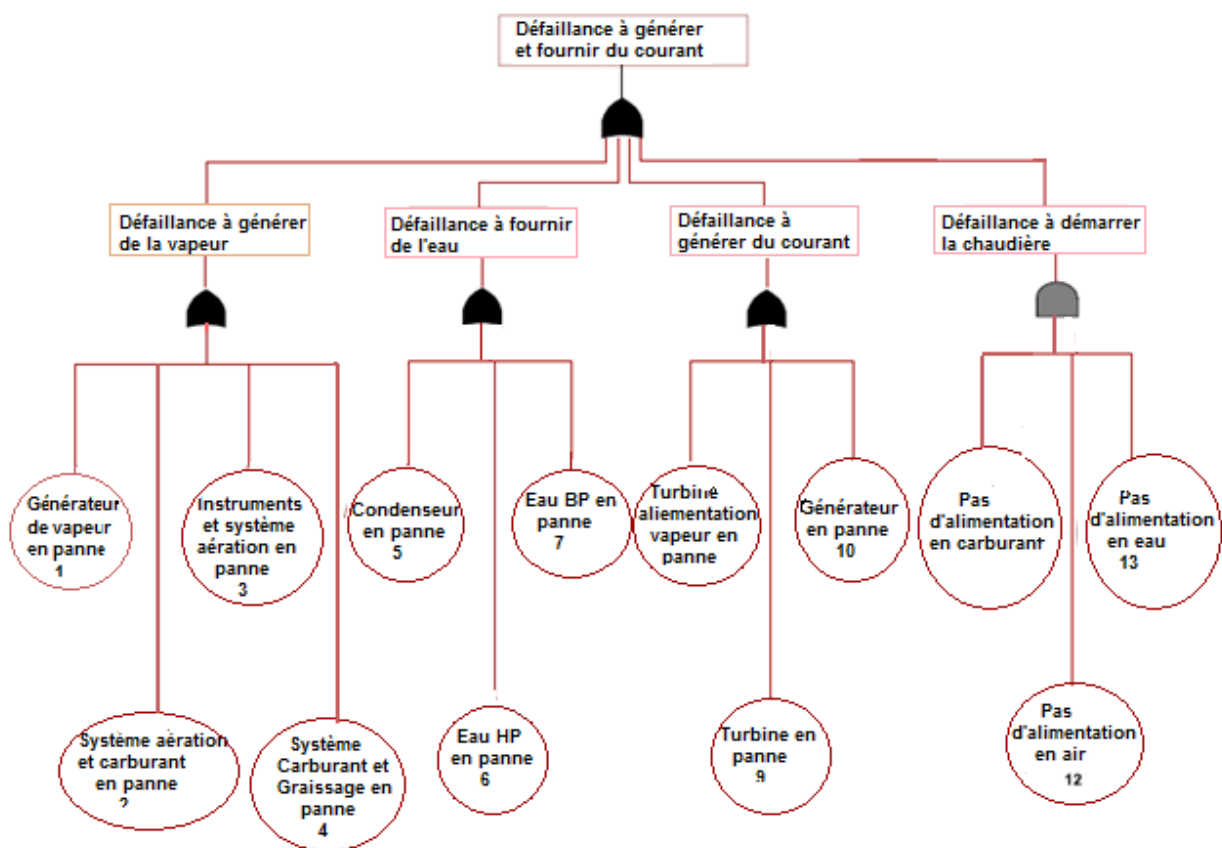 Défaillance à générer
et fournir du courant
Défaillance à générer
de la vapeur
Défaillance à fournir
de l'eau
Défaillance à
générer du courant
Défaillance à démarrer
la chaudière
Générateur
de vapeur
en panne
1
Instruments
et système
aération en
panne
3
Condenseur
en panne
5
Eau BP en
panne
7
Turbine
aliementation
vapeur en
panne
Générateur
en panne
10
Pas
d'alimentation
en carburant
Pas
d'alimentation
en eau
13
Système aèration
et carburant
en panne
2
Système
Carburant et
Graissage en
panne
4
Eau HP
en panne
6
Turbine en
panne
9
Pas
d'alimentation
en air
12